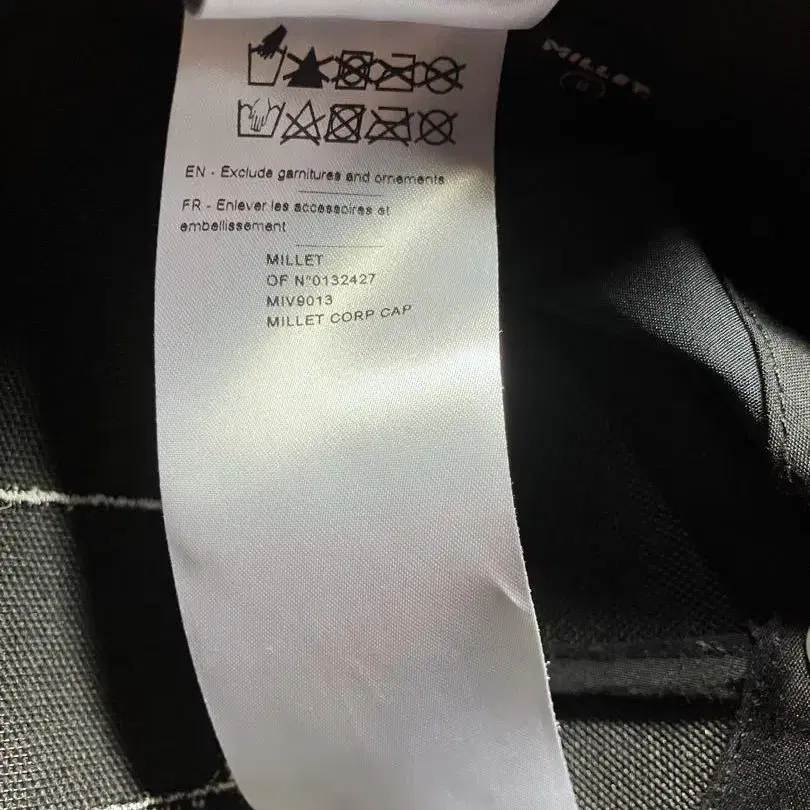 MILLET
EN - Exclude garnitures and ornements
FR - Enlever les accessoires et
embellissement
MILLET
OF N°0132427
MIV9013
MILLET CORP CAP